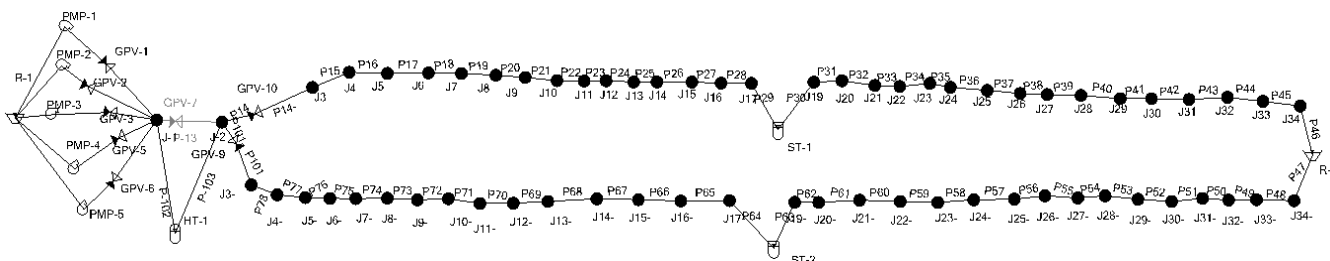 PMP-1
GPV-1
PMP-2
R-1
GPV-2
PMP-3
GPV-3
GPV-7
P-13
J-1
PMP-4
GPV-5
GPV-6
PMP-5
P-102
HT-1
P-103
J-2
P14
GPV-10
P14-
P-101
GPV-9
P101
P15 P16 P17 P18 P19 P20 P21 P22 P23 P24 P25 P26 P27 P28 P29 P30 P31 P32 P33 P34 P35 P36 P37 P38 P39 P40 P41 P42 P43 P44 P45 P46
J3 J4 J5 J6 J7 J8 J9 J10 J11 J12 J13 J14 J15 J16 J17 J19 J20 J21 J22 J23 J24 J25 J26 J27 J28 J29 J30 J31 J32 J33 J34
ST-1
R-
P47
P78 P77 P76 P75 P74 P73 P72 P71 P70 P69 P68 P67 P66 P65 P64 P63 P62 P61 P60 P59 P58 P57 P56 P55 P54 P53 P52 P51 P50 P49 P48
J3- J4- J5- J6- J7- J8- J9- J10- J11- J12- J13- J14- J15- J16- J17- J19- J20- J21- J22- J23- J24- J25- J26- J27- J28- J29- J30- J31- J32- J33- J34-
ST-2